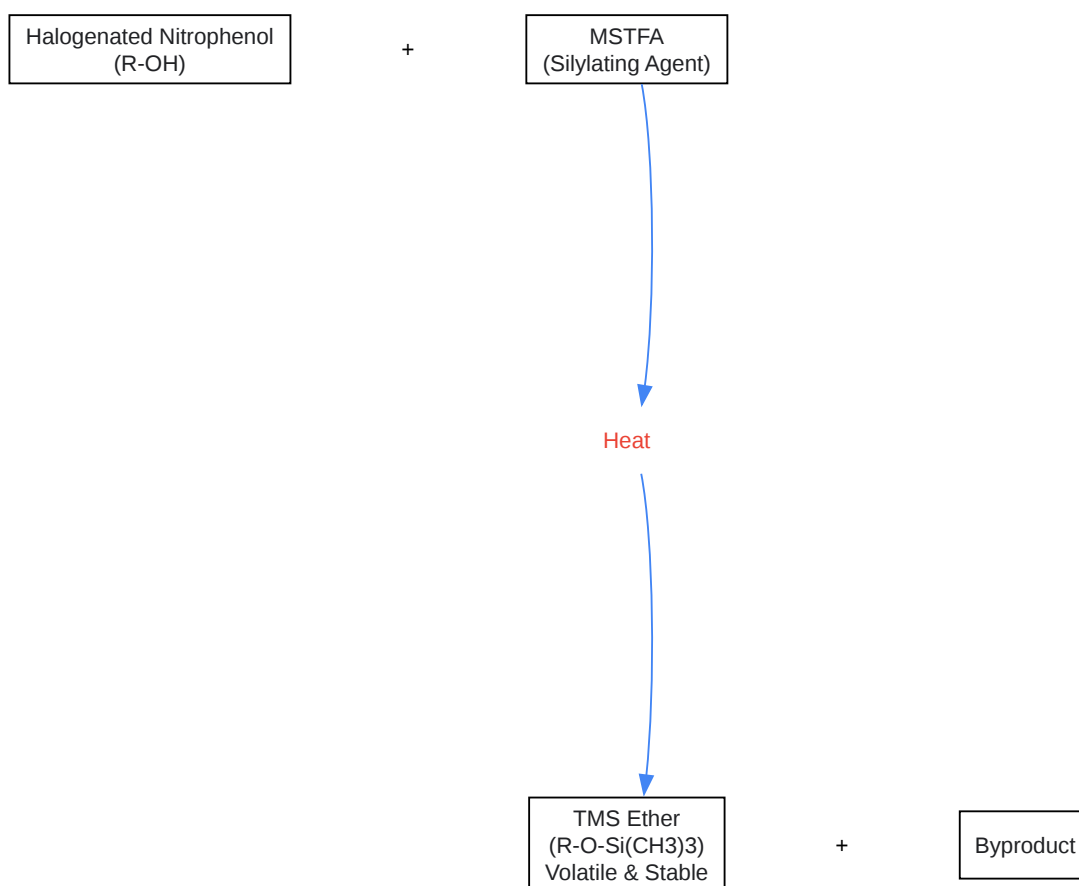 Halogenated Nitrophenol
(R-OH)
+
MSTFA
(Silylating Agent)
Heat
TMS Ether
(R-O-Si(CH3)3)
Volatile & Stable
+
Byproduct